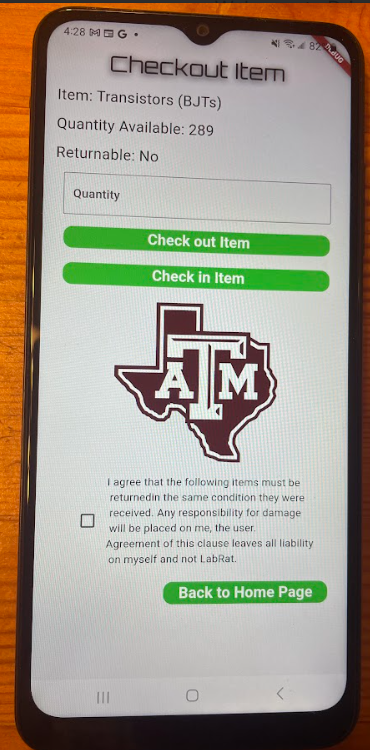 4:28
82
DEBUG
Checkout Item
Item: Transistors (BJTs)
Quantity Available: 289
Returnable: No
Quantity
Check out Item
Check in Item
ATM
I agree that the following items must be
returnedin the same condition they were
received. Any responsibility for damage
will be placed on me, the user.
Agreement of this clause leaves all liability
on myself and not LabRat.
Back to Home Page